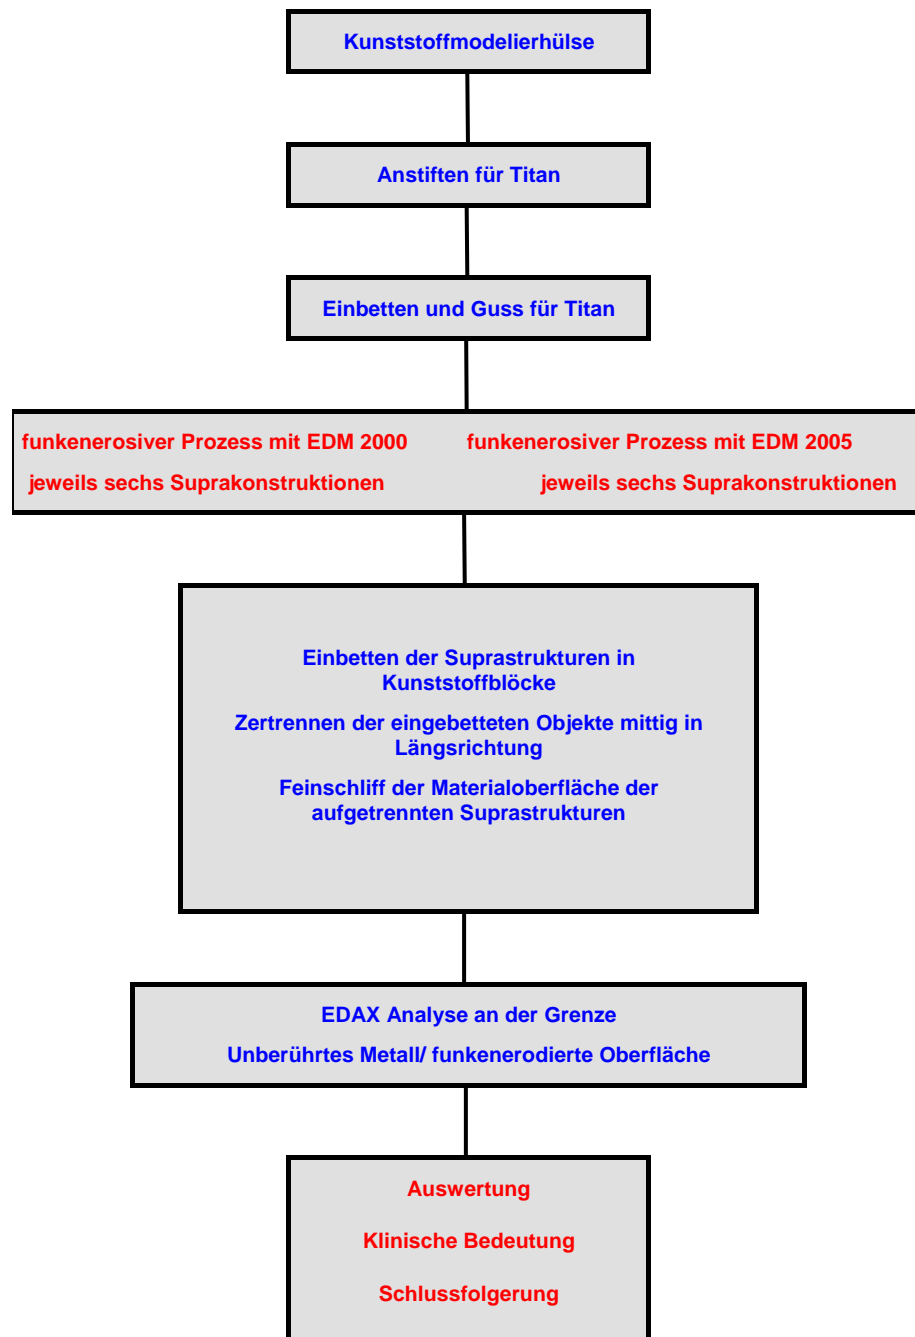 Kunststoffmodelierhülse
Anstiften für Titan
Einbetten und Guss für Titan
funkenerosiver Prozess mit EDM 2000 funkenerosiver Prozess mit EDM 2005
jeweils sechs Suprakonstruktionen jeweils sechs Suprakonstruktionen
Einbetten der Suprastrukturen in
Kunststoffblöcke
Zertrennen der eingebetteten Objekte mittig in
Längsrichtung
Feinschliff der Materialoberfläche der
aufgetrennten Suprastrukturen
EDAX Analyse an der Grenze
Unberührtes Metall/ funkenerodierte Oberfläche
Auswertung
Klinische Bedeutung
Schlussfolgerung